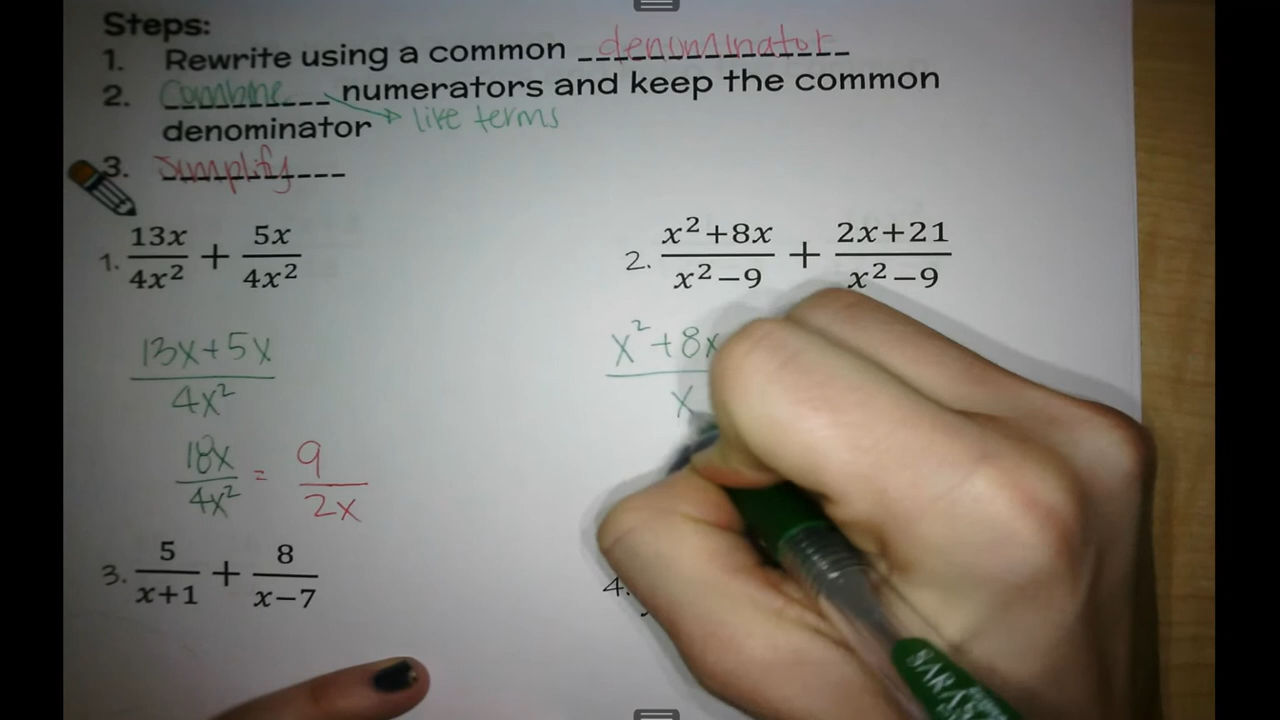 Steps:
1. Rewrite using a common denominator
2. Combine numerators and keep the common
denominator → like terms
3. Simplify
1. 13x/4x² + 5x/4x²
2. x²+8x/x²−9 + 2x+21/x²−9
13x+5x/4x²
x²+8x/x
18x/4x² = 9/2x
3. 5/x+1 + 8/x−7
4.